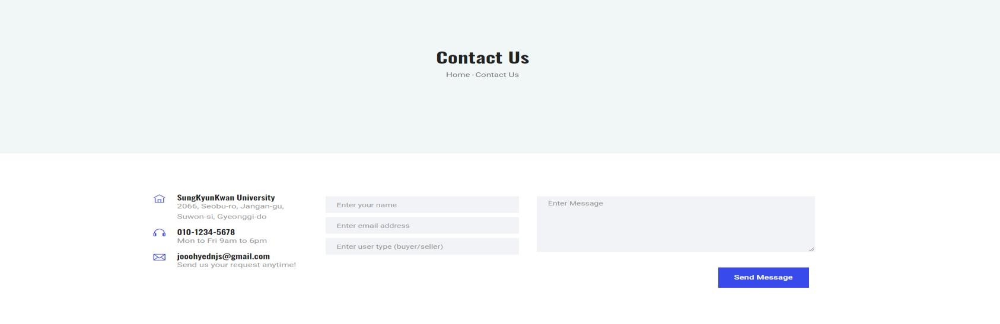 Contact Us
Home - Contact Us
SungKyunKwan University
2066, Seobu-ro, Jangan-gu,
Suwon-si, Gyeonggi-do
010-1234-5678
Mon to Fri 9am to 6pm
jooohyednjs@gmail.com
Send us your request anytime!
Enter your name
Enter email address
Enter user type (buyer/seller)
Enter Message
Send Message